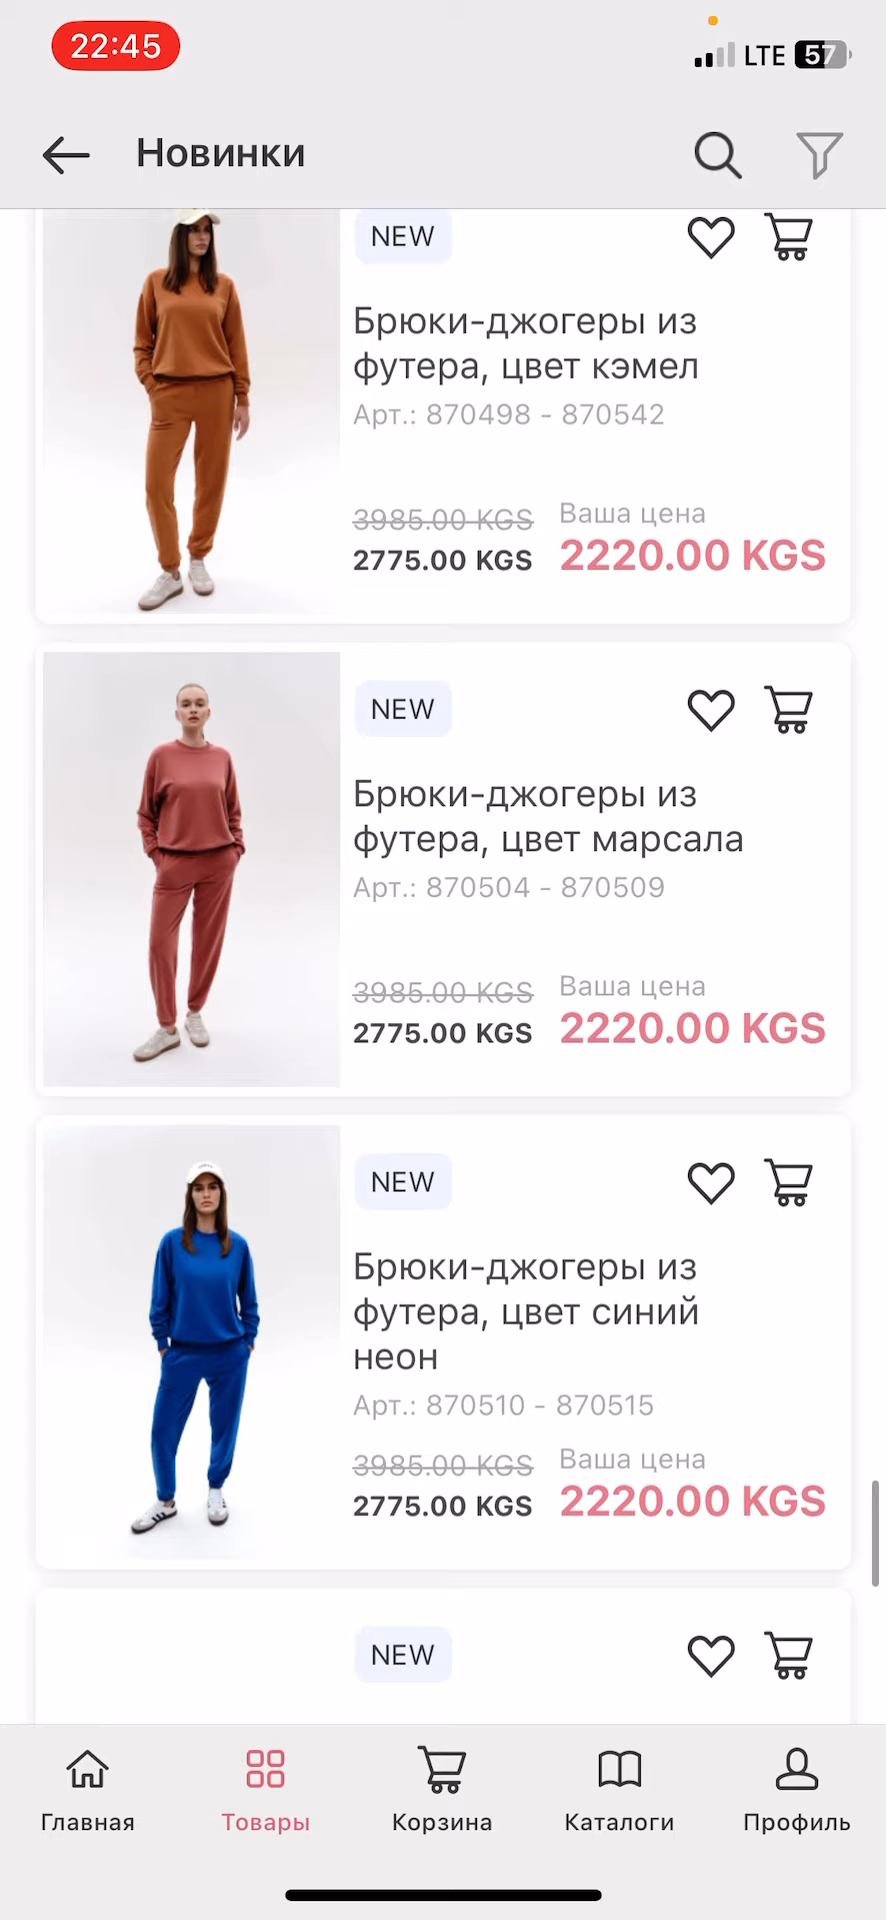 22:45
LTE 57
Новинки
NEW
Брюки-джогеры из
футера, цвет кэмел
Арт.: 870498 - 870542
3985.00 KGS
Ваша цена
2775.00 KGS
2220.00 KGS
NEW
Брюки-джогеры из
футера, цвет марсала
Арт.: 870504 - 870509
3985.00 KGS
Ваша цена
2775.00 KGS
2220.00 KGS
NEW
Брюки-джогеры из
футера, цвет синий
неон
Арт.: 870510 - 870515
3985.00 KGS
Ваша цена
2775.00 KGS
2220.00 KGS
NEW
Главная
Товары
Корзина
Каталоги
Профиль